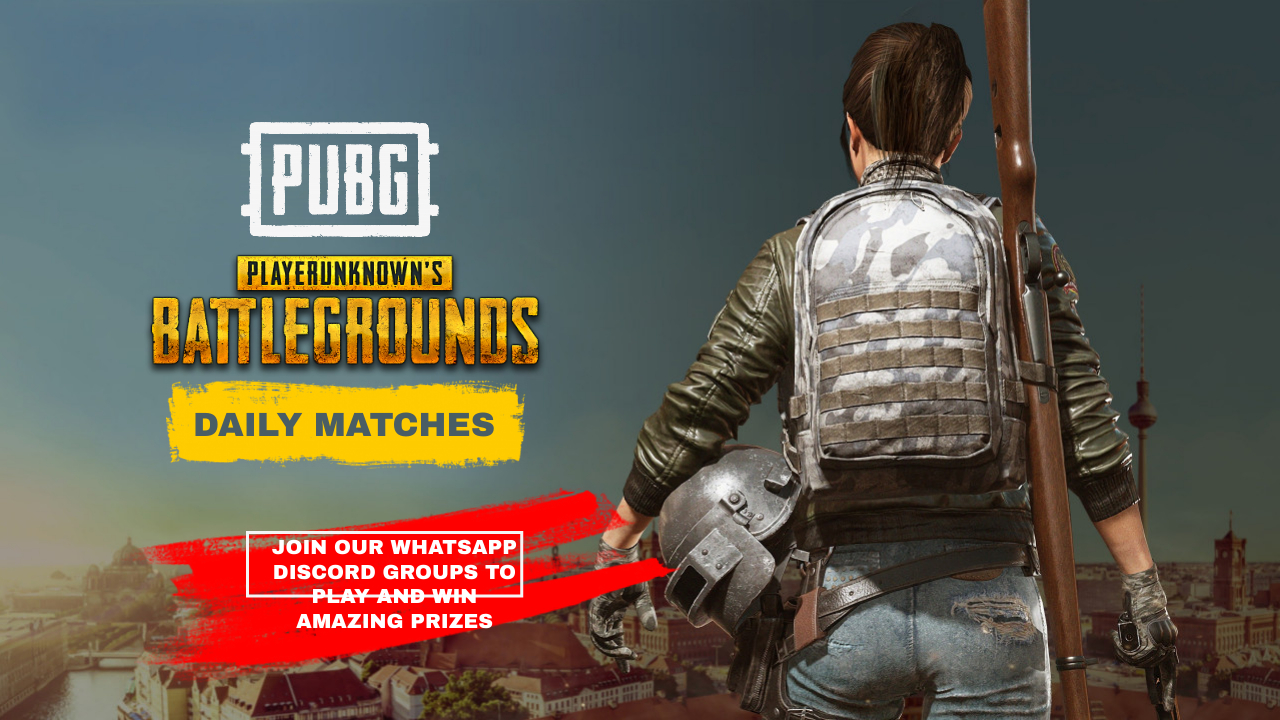 PUBG
PLAYERUNKNOWN'S
BATTLEGROUNDS
DAILY MATCHES
JOIN OUR WHATSAPP
DISCORD GROUPS TO
PLAY AND WIN
AMAZING PRIZES